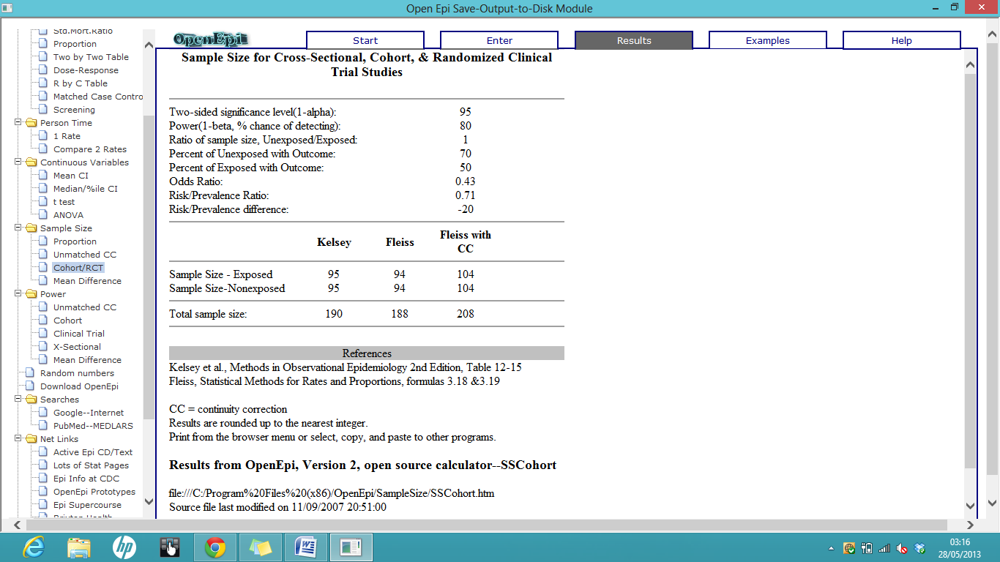 Open Epi Save-Output-to-Disk Module
OpenEpi
Start
Enter
Results
Examples
Help
Std.Mort.Ratio
Proportion
Two by Two Table
Dose-Response
R by C Table
Matched Case Contro
Screening
Person Time
1 Rate
Compare 2 Rates
Continuous Variables
Mean CI
Median/%ile CI
t test
ANOVA
Sample Size
Proportion
Unmatched CC
Cohort/RCT
Mean Difference
Power
Unmatched CC
Cohort
Clinical Trial
X-Sectional
Mean Difference
Random numbers
Download OpenEpi
Searches
Google--Internet
PubMed--MEDLARS
Net Links
Active Epi CD/Text
Lots of Stat Pages
Epi Info at CDC
OpenEpi Prototypes
Epi Supercourse
Sample Size for Cross-Sectional, Cohort, & Randomized Clinical
Trial Studies
Two-sided significance level(1-alpha): 95
Power(1-beta, % chance of detecting): 80
Ratio of sample size, Unexposed/Exposed: 1
Percent of Unexposed with Outcome: 70
Percent of Exposed with Outcome: 50
Odds Ratio: 0.43
Risk/Prevalence Ratio: 0.71
Risk/Prevalence difference: -20
Kelsey Fleiss Fleiss with
CC
Sample Size - Exposed 95 94 104
Sample Size-Nonexposed 95 94 104
Total sample size: 190 188 208
References
Kelsey et al., Methods in Observational Epidemiology 2nd Edition, Table 12-15
Fleiss, Statistical Methods for Rates and Proportions, formulas 3.18 &3.19
CC = continuity correction
Results are rounded up to the nearest integer.
Print from the browser menu or select, copy, and paste to other programs.
Results from OpenEpi, Version 2, open source calculator--SSCohort
file:///C:/Program%20Files%20(x86)/OpenEpi/SampleSize/SSCohort.htm
Source file last modified on 11/09/2007 20:51:00
hp
03:16
28/05/2013